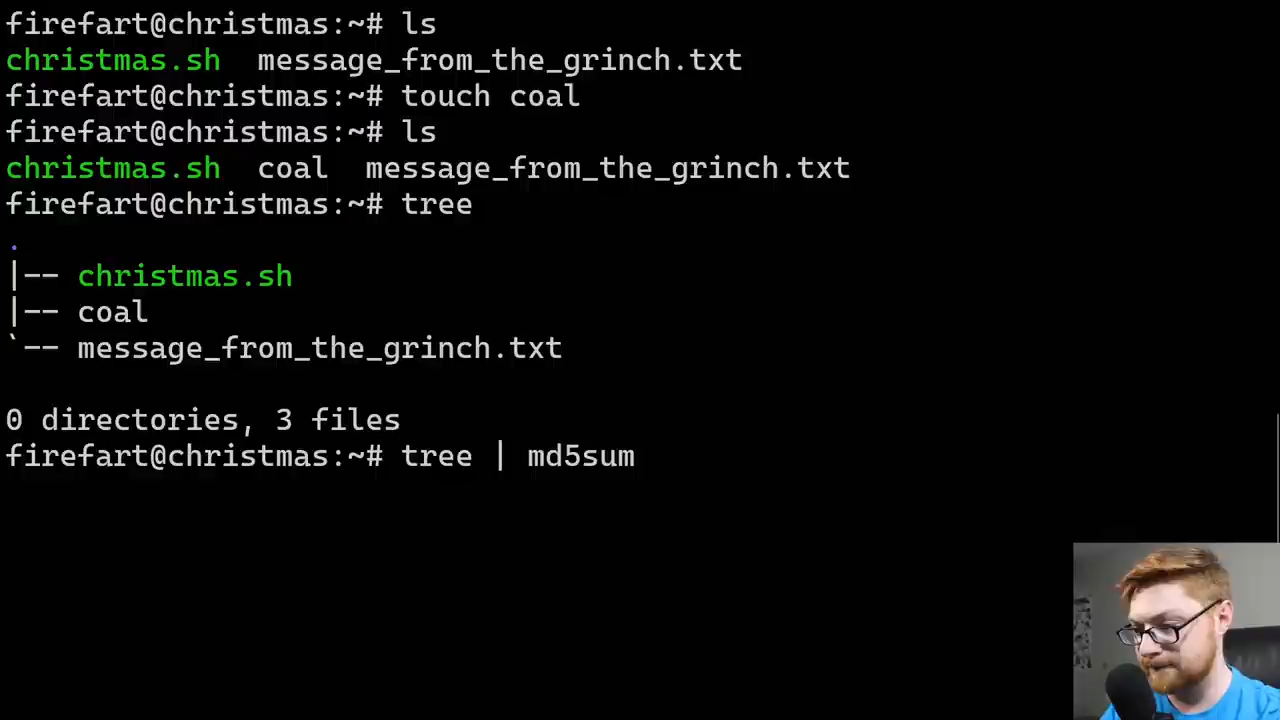 firefart@christmas:~# ls
christmas.sh  message_from_the_grinch.txt
firefart@christmas:~# touch coal
firefart@christmas:~# ls
christmas.sh  coal  message_from_the_grinch.txt
firefart@christmas:~# tree
.
|-- christmas.sh
|-- coal
`-- message_from_the_grinch.txt
0 directories, 3 files
firefart@christmas:~# tree | md5sum